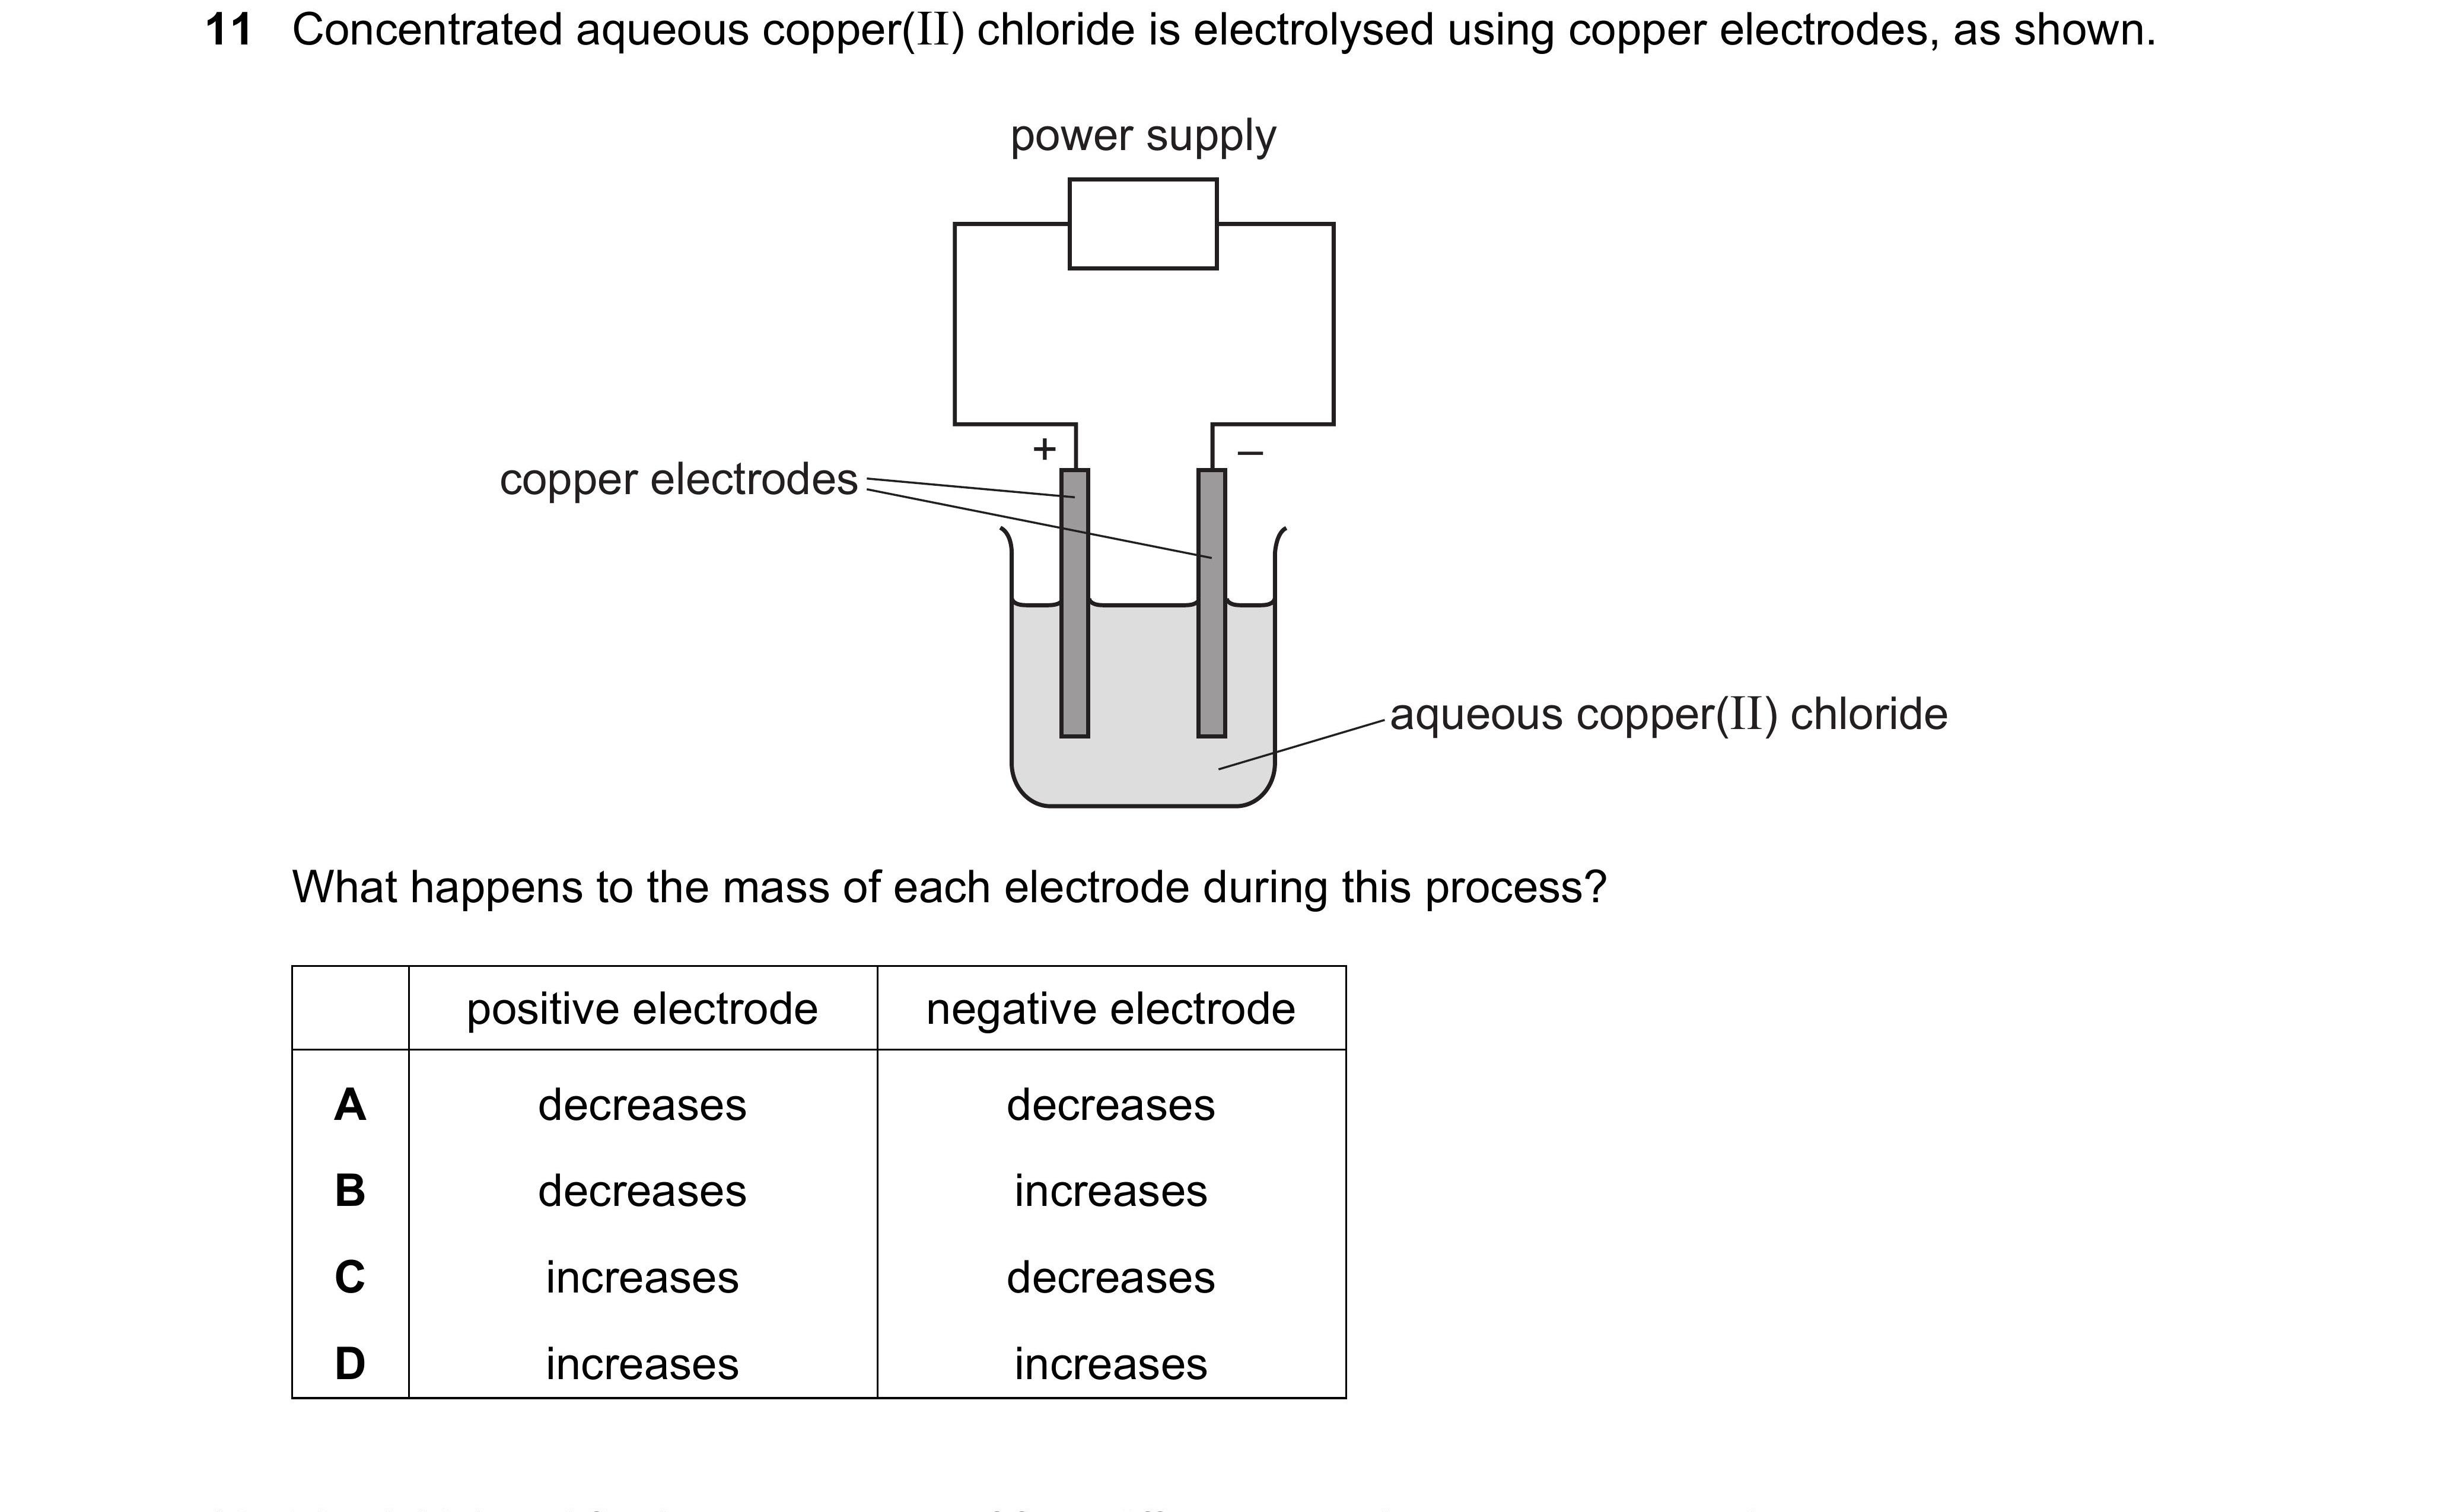 11 Concentrated aqueous copper(II) chloride is electrolysed using copper electrodes, as shown.
power supply
+ –
copper electrodes
aqueous copper(II) chloride
What happens to the mass of each electrode during this process?
positive electrode negative electrode
A decreases decreases
B decreases increases
C increases decreases
D increases increases